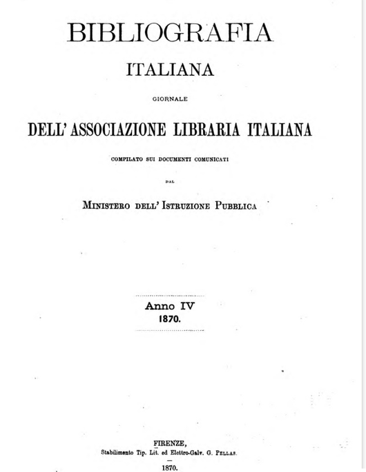 BIBLIOGRAFIA
ITALIANA
GIORNALE
DELL'ASSOCIAZIONE LIBRARIA ITALIANA
COMPILATO SUI DOCUMENTI COMUNICATI
DAL
MINISTERO DELL'ISTRUZIONE PUBBLICA
Anno IV
1870.
FIRENZE,
Stabilimento Tip. Lit. ed Elettro-Galv. G. PELLAS.
1870.